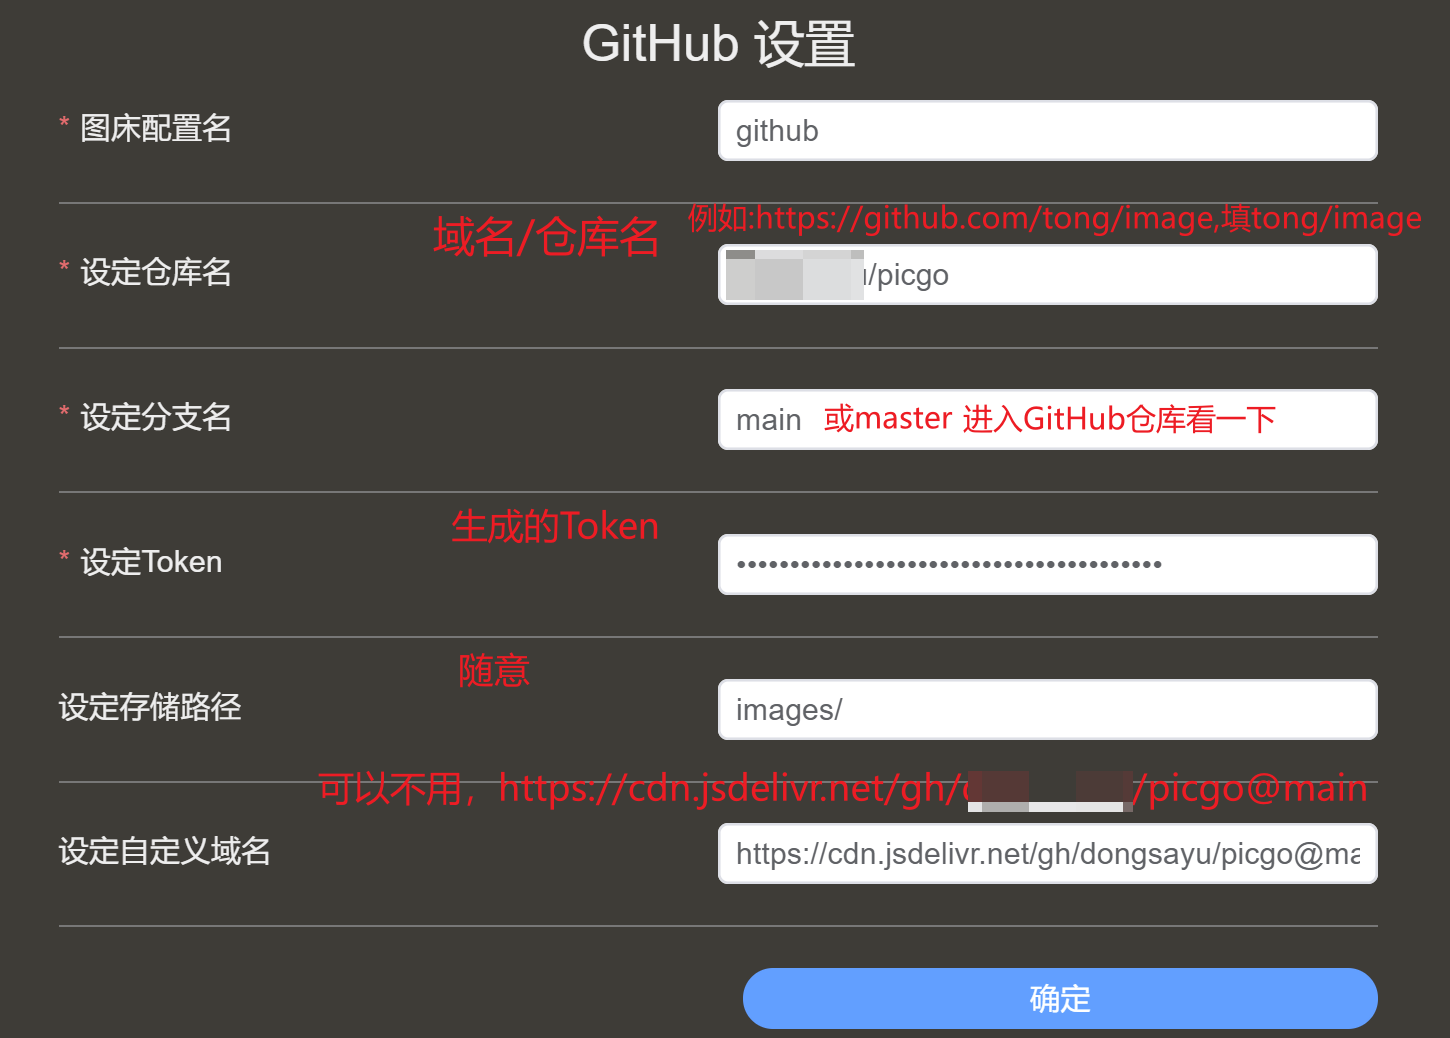 GitHub 设置
* 图床配置名
github
域名/仓库名
例如:https://github.com/tong/image,填tong/image
* 设定仓库名
/picgo
* 设定分支名
main
或master 进入GitHub仓库看一下
生成的Token
* 设定Token
••••••••••••••••••••••••••••••••••••••••
随意
设定存储路径
images/
可以不用，https://cdn.jsdelivr.net/gh/ /picgo@main
设定自定义域名
https://cdn.jsdelivr.net/gh/dongsayu/picgo@ma
确定